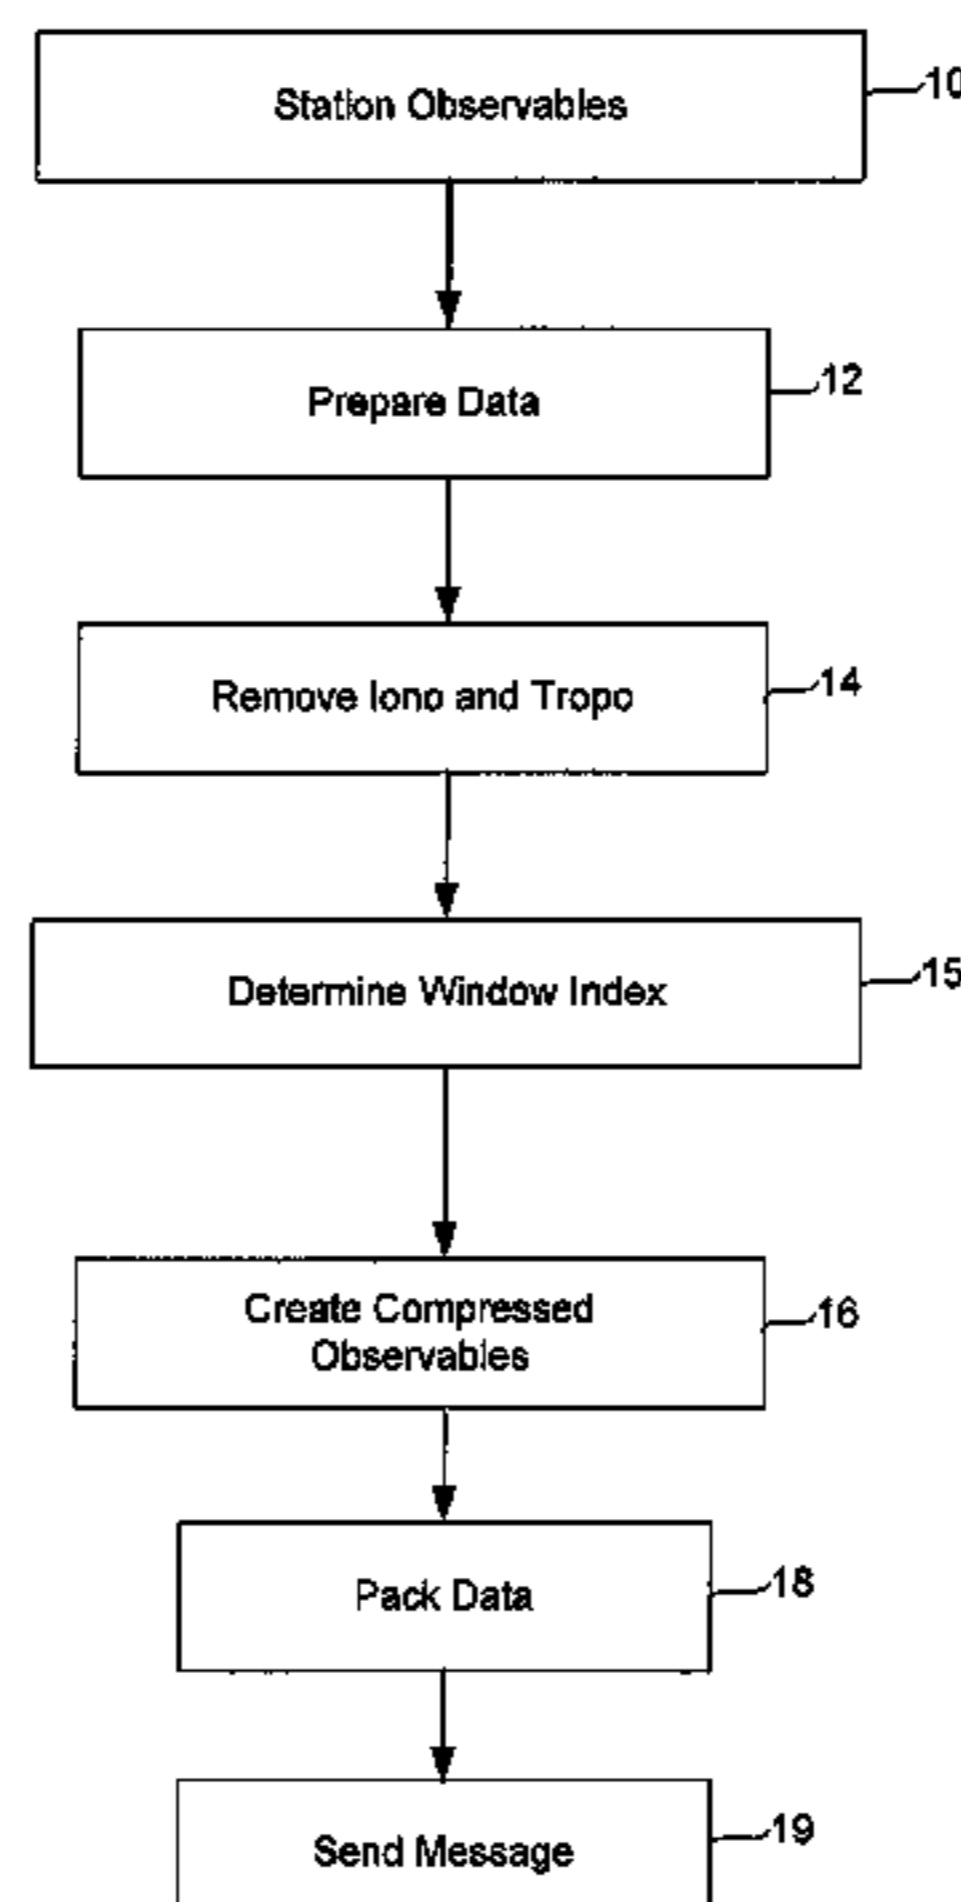 Station Observables
10
Prepare Data
12
Remove Iono and Tropo
14
Determine Window Index
15
Create Compressed
Observables
16
Pack Data
18
Send Message
19